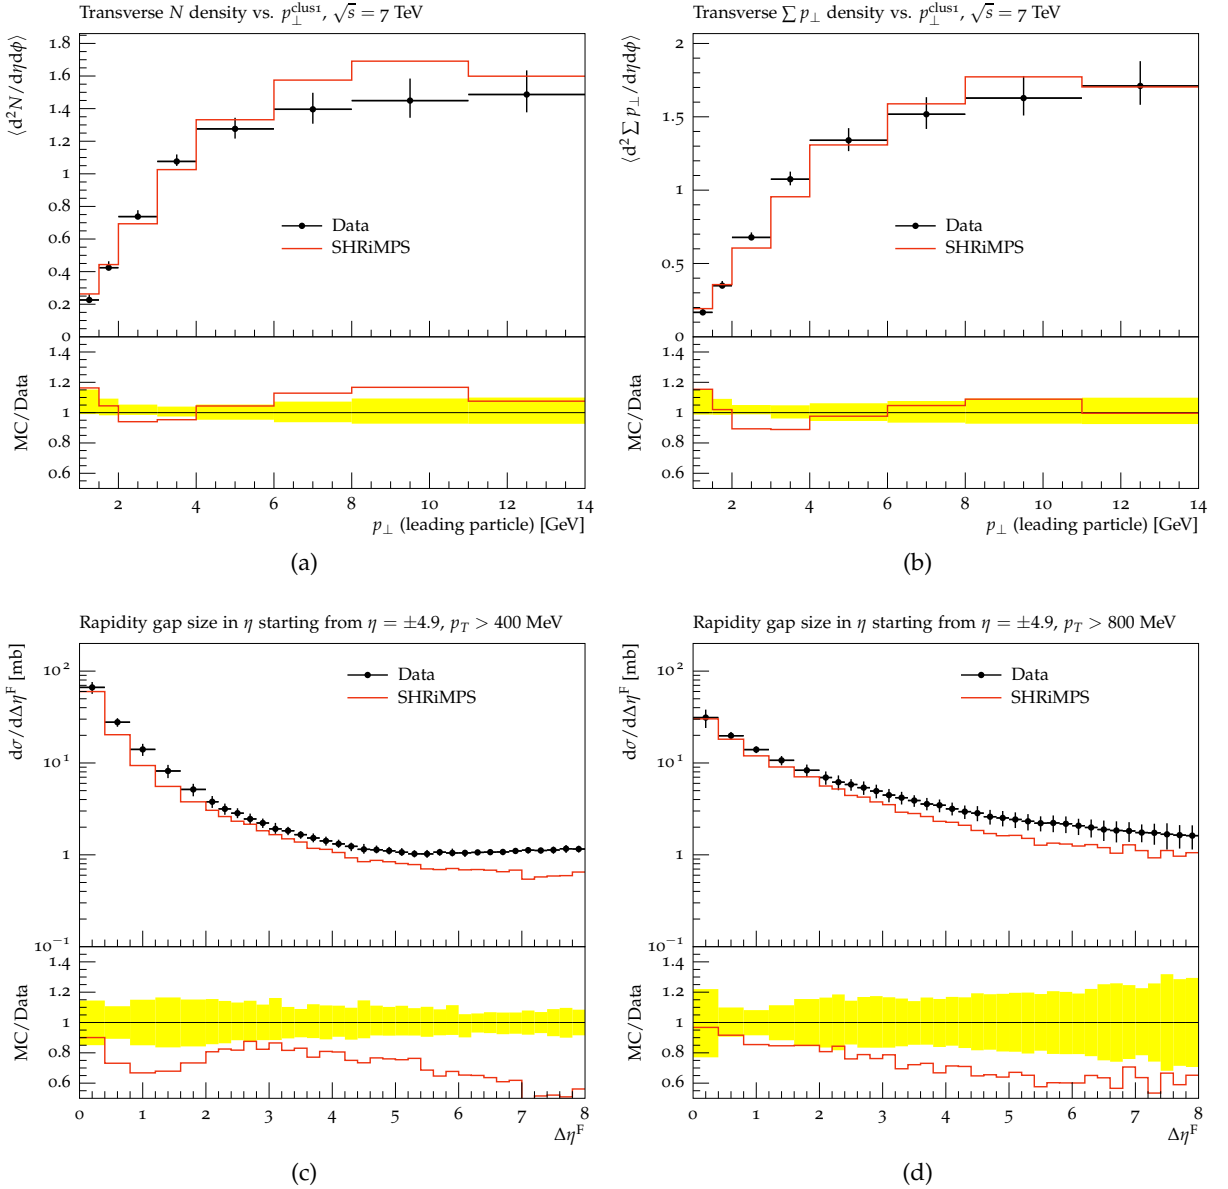 Transverse N density vs. p⊥^clus1, √s = 7 TeV
⟨d²N/dηdϕ⟩
1.8
1.6
1.4
1.2
1
0.8
0.6
0.4
0.2
0
Data
SHRiMPS
MC/Data
1.4
1.2
1
0.8
0.6
2 4 6 8 10 12 14
p⊥ (leading particle) [GeV]
(a)
Transverse ∑ p⊥ density vs. p⊥^clus1, √s = 7 TeV
⟨d² ∑ p⊥/dηdϕ⟩
2
1.5
1
0.5
0
Data
SHRiMPS
MC/Data
1.4
1.2
1
0.8
0.6
2 4 6 8 10 12 14
p⊥ (leading particle) [GeV]
(b)
Rapidity gap size in η starting from η = ±4.9, p_T > 400 MeV
dσ/dΔη^F [mb]
10²
10¹
1
10⁻¹
Data
SHRiMPS
MC/Data
1.4
1.2
1
0.8
0.6
0 1 2 3 4 5 6 7 8
Δη^F
(c)
Rapidity gap size in η starting from η = ±4.9, p_T > 800 MeV
dσ/dΔη^F [mb]
10²
10¹
1
10⁻¹
Data
SHRiMPS
MC/Data
1.4
1.2
1
0.8
0.6
0 1 2 3 4 5 6 7 8
Δη^F
(d)